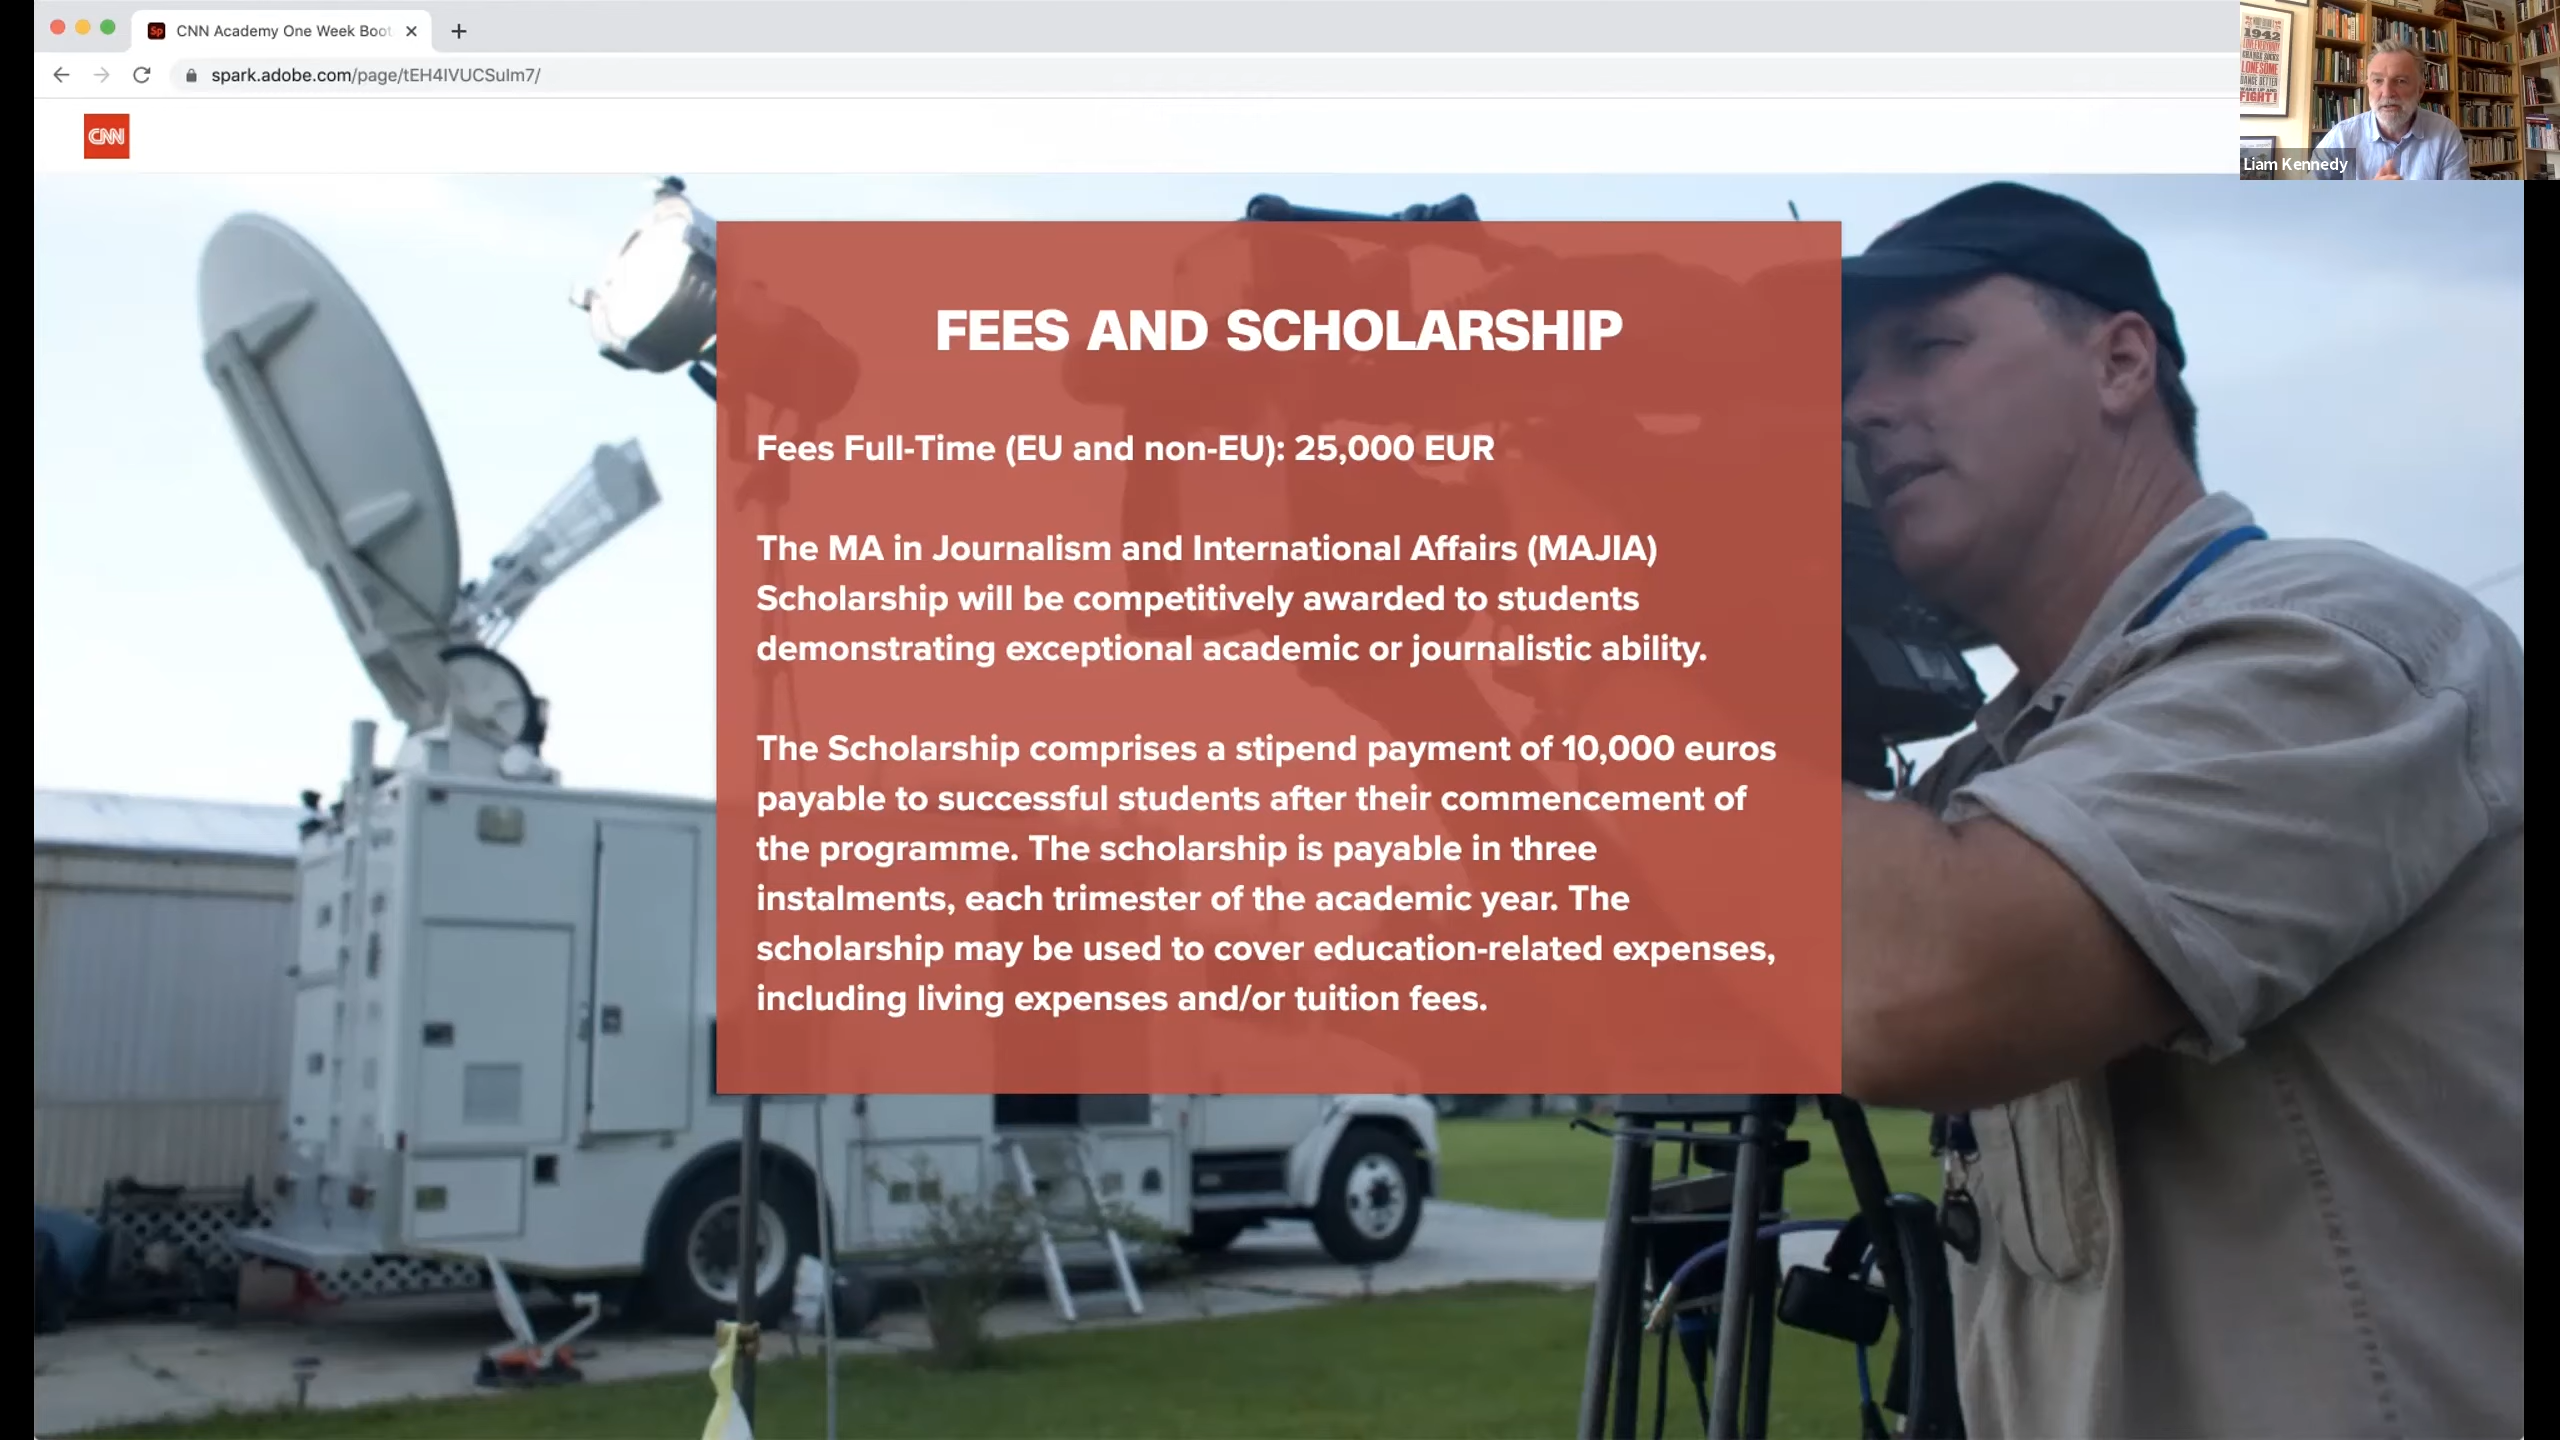 CNN Academy One Week Boot
spark.adobe.com/page/tEH4IVUCSulm7/
CNN
1942
LONESOME
DANCE BETTER
FIGHT!
Liam Kennedy
FEES AND SCHOLARSHIP
Fees Full-Time (EU and non-EU): 25,000 EUR
The MA in Journalism and International Affairs (MAJIA)
Scholarship will be competitively awarded to students
demonstrating exceptional academic or journalistic ability.
The Scholarship comprises a stipend payment of 10,000 euros
payable to successful students after their commencement of
the programme. The scholarship is payable in three
instalments, each trimester of the academic year. The
scholarship may be used to cover education-related expenses,
including living expenses and/or tuition fees.